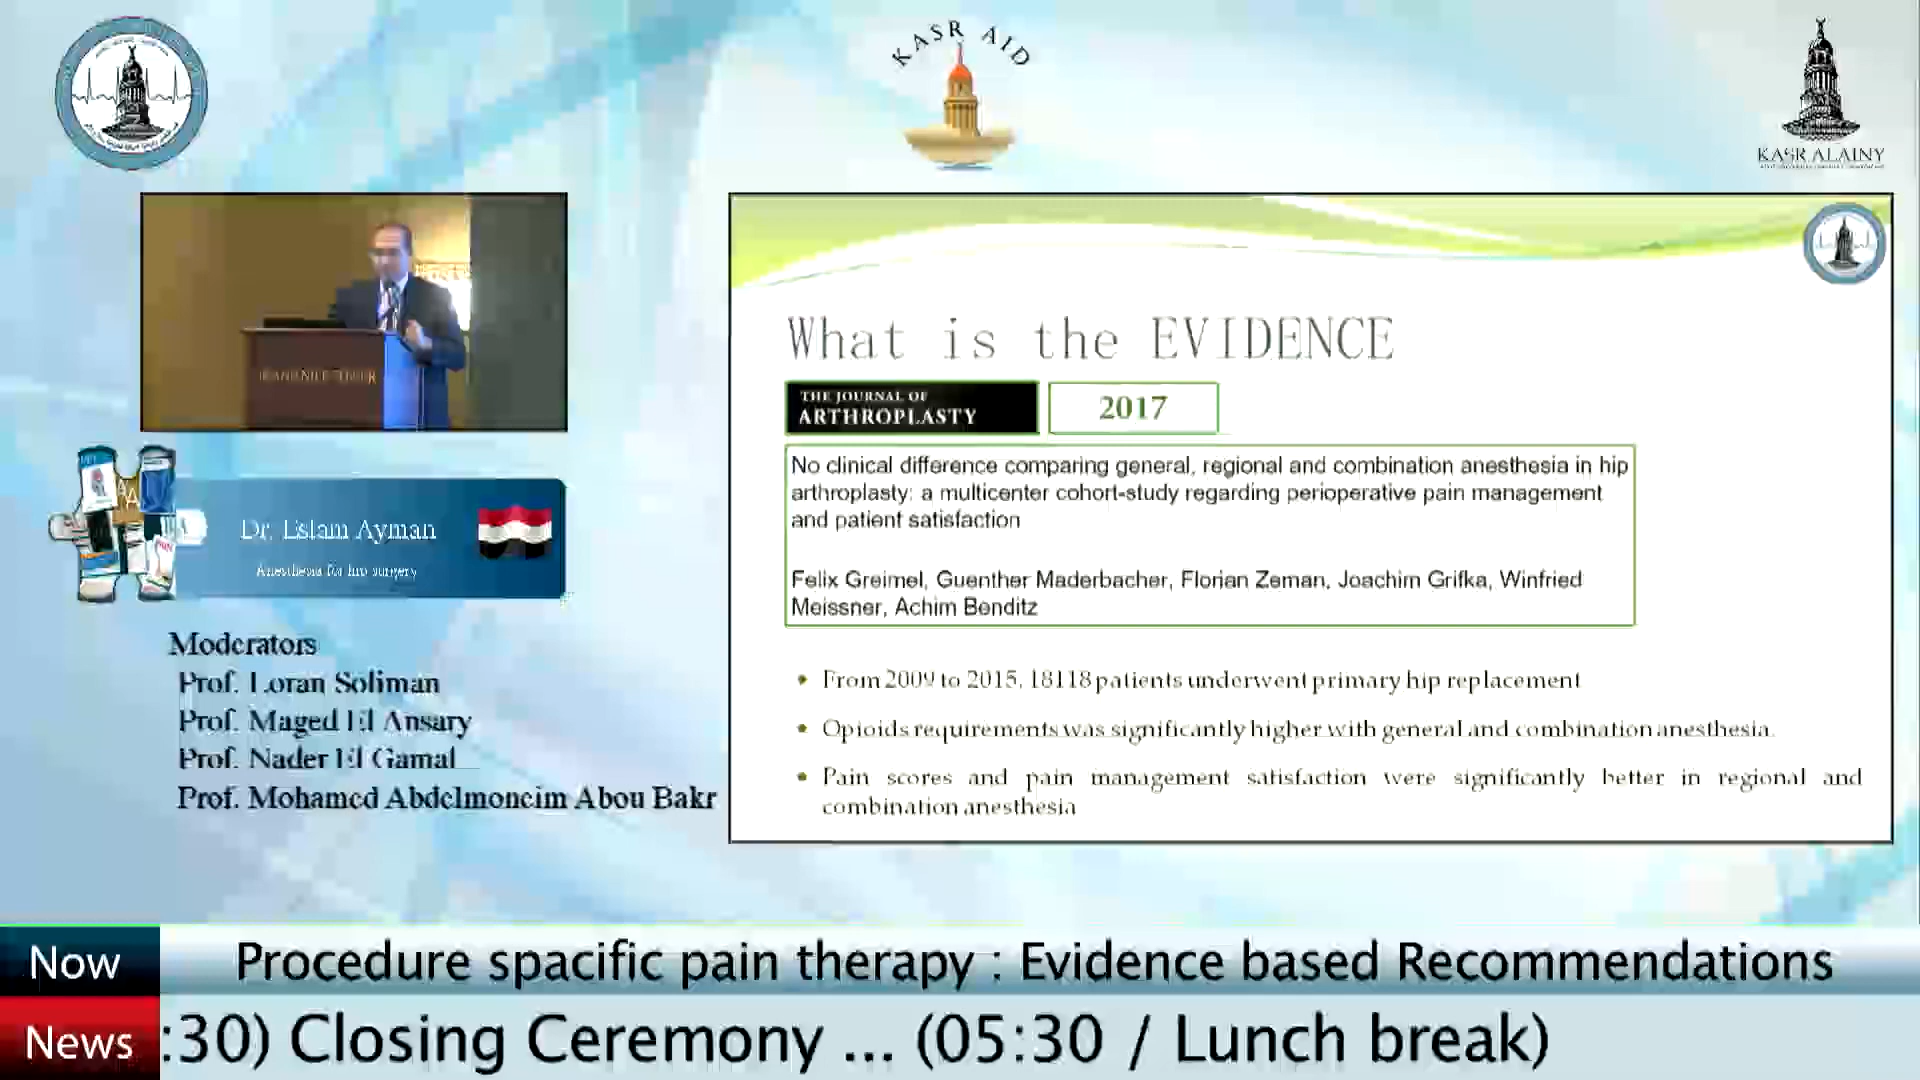 KASR AID
KASR ALAINY
What is the EVIDENCE
THE JOURNAL OF
ARTHROPLASTY
2017
No clinical difference comparing general, regional and combination anesthesia in hip
arthroplasty: a multicenter cohort-study regarding perioperative pain management
and patient satisfaction
Felix Greimel, Guenther Maderbacher, Florian Zeman, Joachim Grifka, Winfried
Meissner, Achim Benditz
• From 2009 to 2015, 18118 patients underwent primary hip replacement
• Opioids requirements was significantly higher with general and combination anesthesia.
• Pain scores and pain management satisfaction were significantly better in regional and
combination anesthesia
Dr. Eslam Ayman
Anesthesia for hip surgery
Moderators
Prof. Loran Soliman
Prof. Maged El Ansary
Prof. Nader El Gamal
Prof. Mohamed Abdelmoneim Abou Bakr
Now
Procedure spacific pain therapy : Evidence based Recommendations
News
:30) Closing Ceremony ... (05:30 / Lunch break)